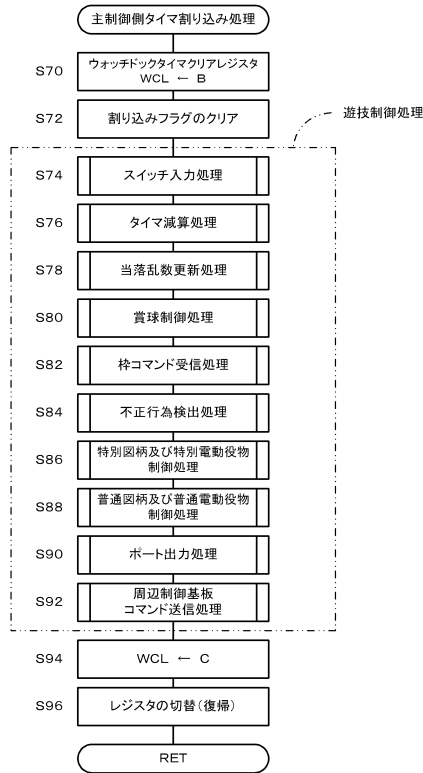 主制御側タイマ割り込み処理
S70
ウォッチドックタイマクリアレジスタ
WCL ← B
S72
割り込みフラグのクリア
遊技制御処理
S74
スイッチ入力処理
S76
タイマ減算処理
S78
当落乱数更新処理
S80
賞球制御処理
S82
枠コマンド受信処理
S84
不正行為検出処理
S86
特別図柄及び特別電動役物
制御処理
S88
普通図柄及び普通電動役物
制御処理
S90
ポート出力処理
S92
周辺制御基板
コマンド送信処理
S94
WCL ← C
S96
レジスタの切替(復帰)
RET